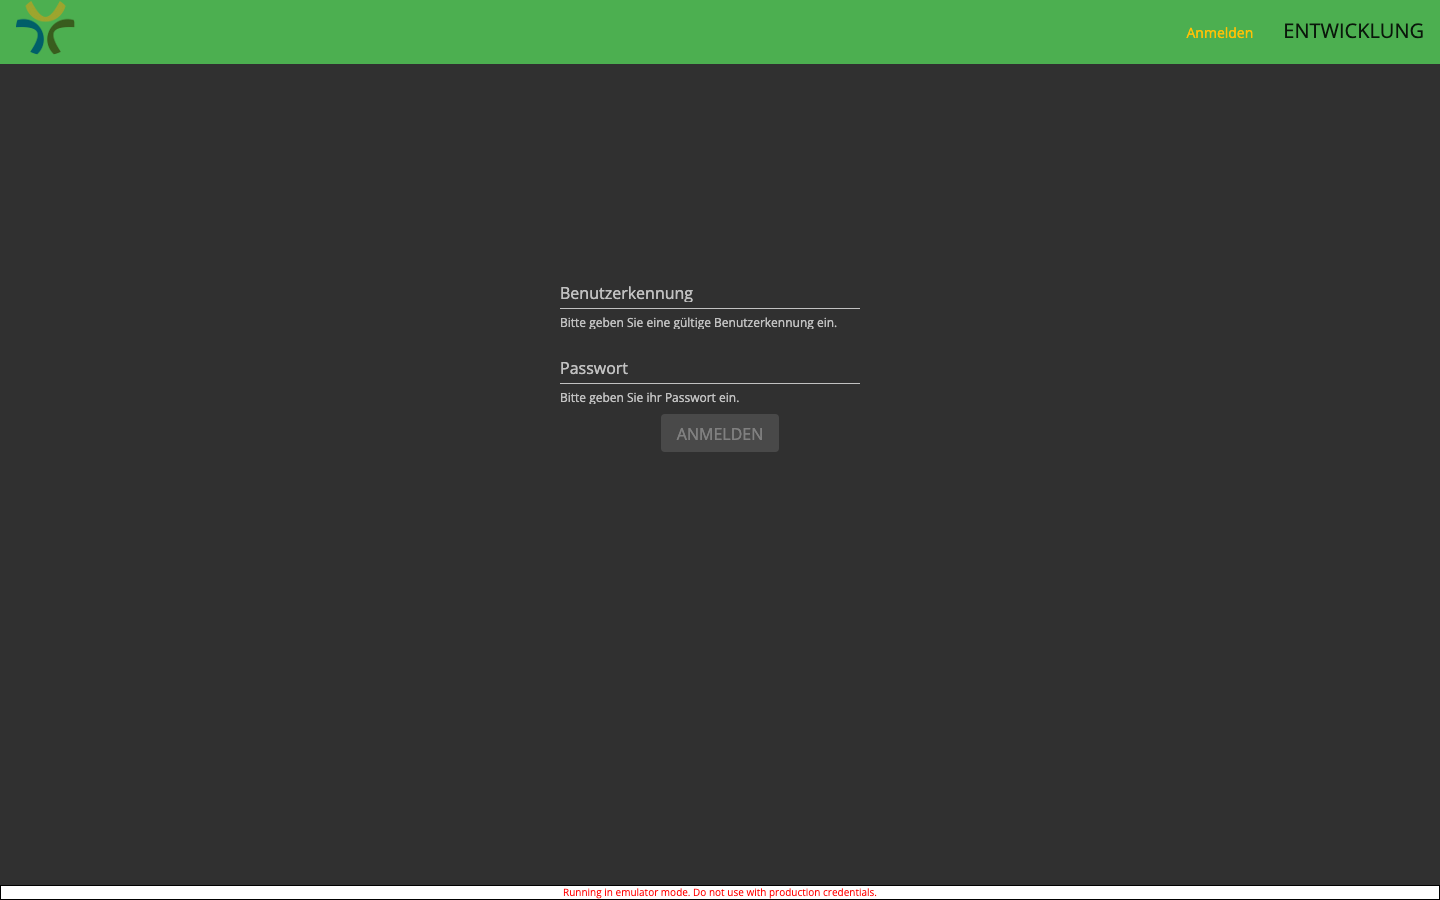 Anmelden ENTWICKLUNG
Benutzerkennung
Bitte geben Sie eine gültige Benutzerkennung ein.
Passwort
Bitte geben Sie ihr Passwort ein.
ANMELDEN
Running in emulator mode. Do not use with production credentials.